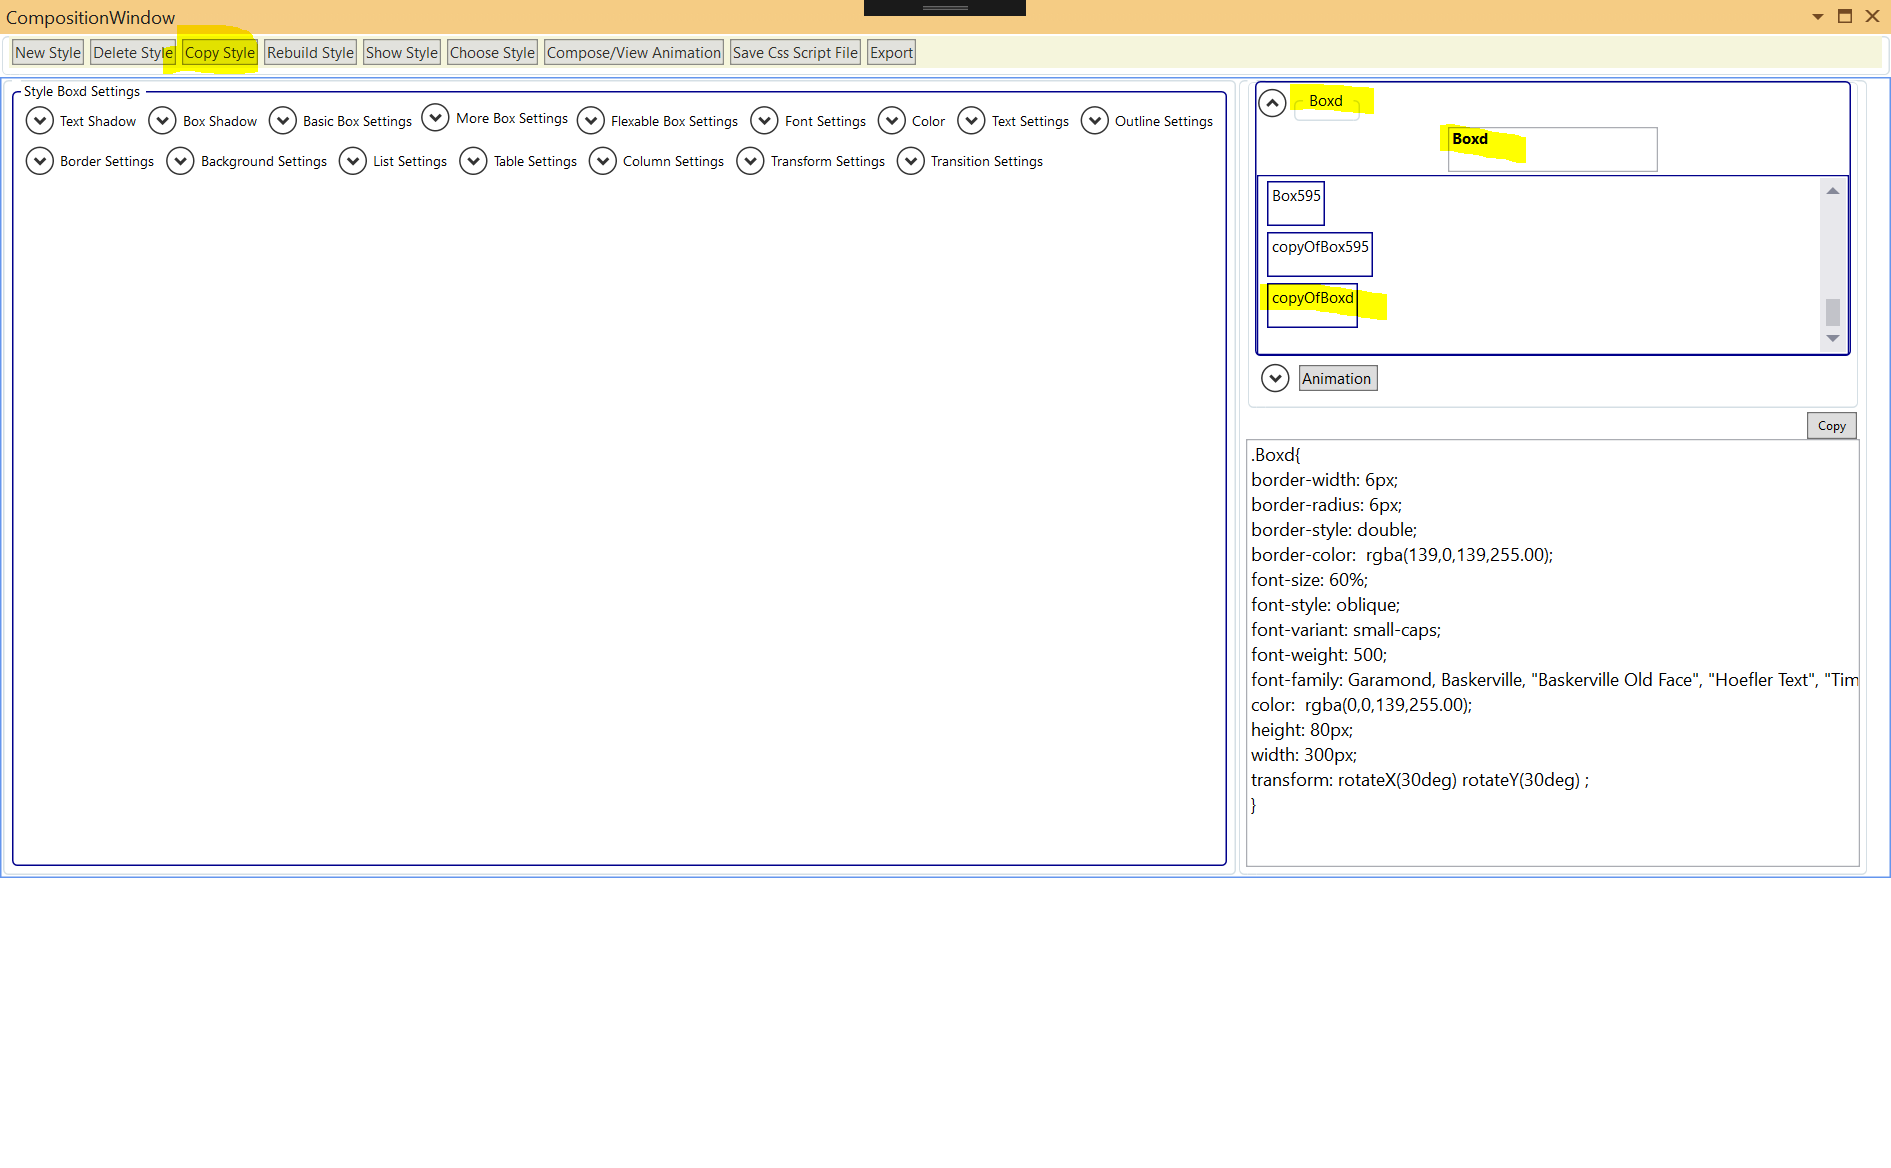 CompositionWindow
New Style Delete Style Copy Style Rebuild Style Show Style Choose Style Compose/View Animation Save Css Script File Export
Style Boxd Settings
Text Shadow Box Shadow Basic Box Settings More Box Settings Flexable Box Settings Font Settings Color Text Settings Outline Settings
Border Settings Background Settings List Settings Table Settings Column Settings Transform Settings Transition Settings
Boxd
Boxd
Box595
copyOfBox595
copyOfBoxd
Animation
Copy
.Boxd{
border-width: 6px;
border-radius: 6px;
border-style: double;
border-color:  rgba(139,0,139,255.00);
font-size: 60%;
font-style: oblique;
font-variant: small-caps;
font-weight: 500;
font-family: Garamond, Baskerville, "Baskerville Old Face", "Hoefler Text", "Tim
color:  rgba(0,0,139,255.00);
height: 80px;
width: 300px;
transform: rotateX(30deg) rotateY(30deg) ;
}